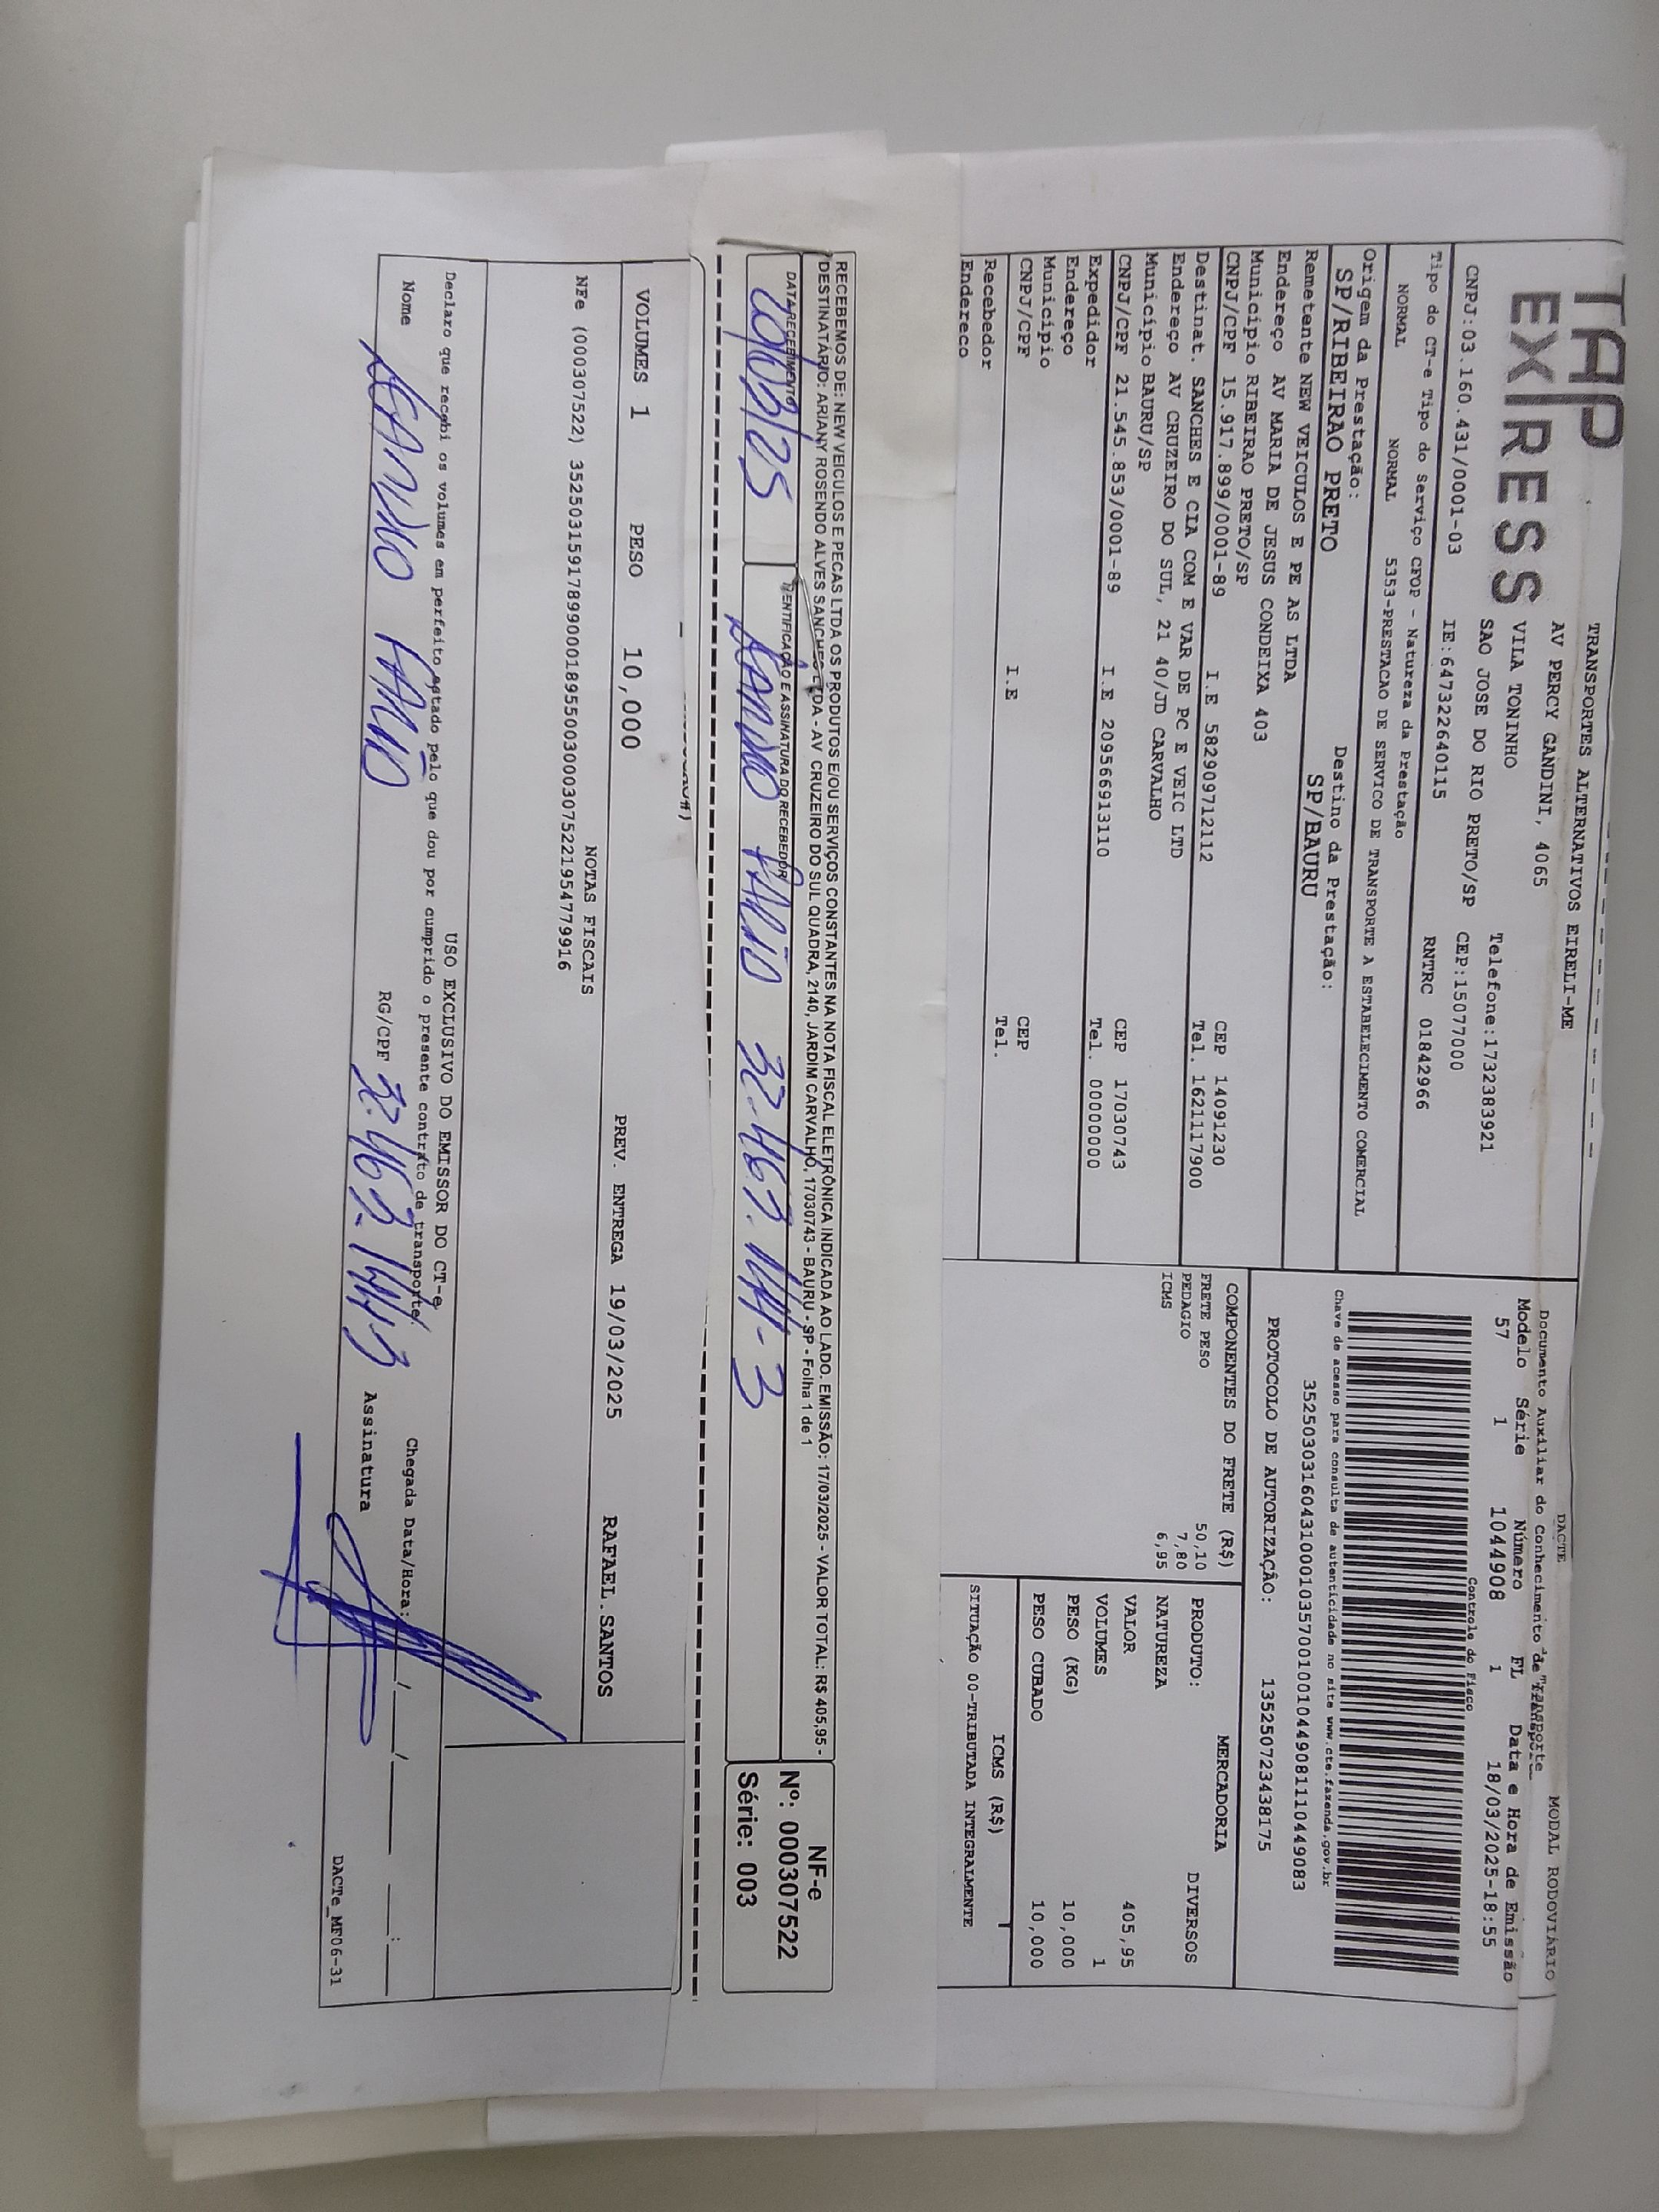 TAP
EXPRESS
TRANSPORTES ALTERNATIVOS EIRELI-ME
AV PERCY GANDINI, 4065
VILA TONINHO
SAO JOSE DO RIO PRETO/SP
Telefone:1732383921
CEP:15077000
CNPJ:03.160.431/0001-03 IE:647322640115 RNTRC 01842966
Tipo do CT-e Tipo do Serviço CFOP - Natureza da Prestação
NORMAL NORMAL 5353-PRESTACAO DE SERVICO DE TRANSPORTE A ESTABELECIMENTO COMERCIAL
Origem da Prestação: Destino da Prestação:
SP/RIBEIRAO PRETO SP/BAURU
Remetente NEW VEICULOS E PE AS LTDA
Endereço AV MARIA DE JESUS CONDEIXA 403
Município RIBEIRAO PRETO/SP CEP 14091230
CNPJ/CPF 15.917.899/0001-89 I.E 582909712112 Tel. 1621117900
Destinat. SANCHES E CIA COM E VAR DE PC E VEIC LTD
Endereço AV CRUZEIRO DO SUL, 21 40/JD CARVALHO
Município BAURU/SP CEP 17030743
CNPJ/CPF 21.545.853/0001-89 I.E 209566913110 Tel. 00000000
Expedidor
Endereço
Município CEP
CNPJ/CPF I.E Tel.
Recebedor
Endereço
DACTE MODAL RODOVIÁRIO
Documento Auxiliar do Conhecimento de Transporte
Modelo Série Número FL Data e Hora de Emissão
57 1 1044908 1 18/03/2025-18:55
Controle do Fisco
Chave de acesso para consulta de autenticidade no site www.cte.fazenda.gov.br
35250303160431000103570010010449081110449083
PROTOCOLO DE AUTORIZAÇÃO: 135250723438175
COMPONENTES DO FRETE (R$)
FRETE PESO 50,10
PEDAGIO 7,80
ICMS 6,95
MERCADORIA
PRODUTO: DIVERSOS
NATUREZA
VALOR 405,95
VOLUMES 1
PESO (KG) 10,000
PESO CUBADO 10,000
ICMS (R$)
SITUAÇÃO 00-TRIBUTADA INTEGRALMENTE
RECEBEMOS DE: NEW VEICULOS E PECAS LTDA OS PRODUTOS E/OU SERVIÇOS CONSTANTES NA NOTA FISCAL ELETRÔNICA INDICADA AO LADO. EMISSÃO: 17/03/2025 - VALOR TOTAL: R$ 405,95 -
DESTINATÁRIO: ARIANY ROSENDO ALVES SANCHES LTDA - AV CRUZEIRO DO SUL QUADRA, 2140, JARDIM CARVALHO, 17030743 - BAURU - SP - Folha 1 de 1
DATA RECEBIMENTO IDENTIFICAÇÃO E ASSINATURA DO RECEBEDOR
20/03/25
NF-e
Nº: 000307522
Série: 003
VOLUMES 1 PESO 10,000 PREV. ENTREGA 19/03/2025 RAFAEL.SANTOS
NOTAS FISCAIS
NFe (000307522) 35250315917899000189550030003075221954779916
USO EXCLUSIVO DO EMISSOR DO CT-e
Declaro que recebi os volumes em perfeito estado pelo que dou por cumprido o presente contrato de transporte.
Chegada Data/Hora: __/__/____ __:__
Nome RG/CPF Assinatura
DACTe_MF06-31